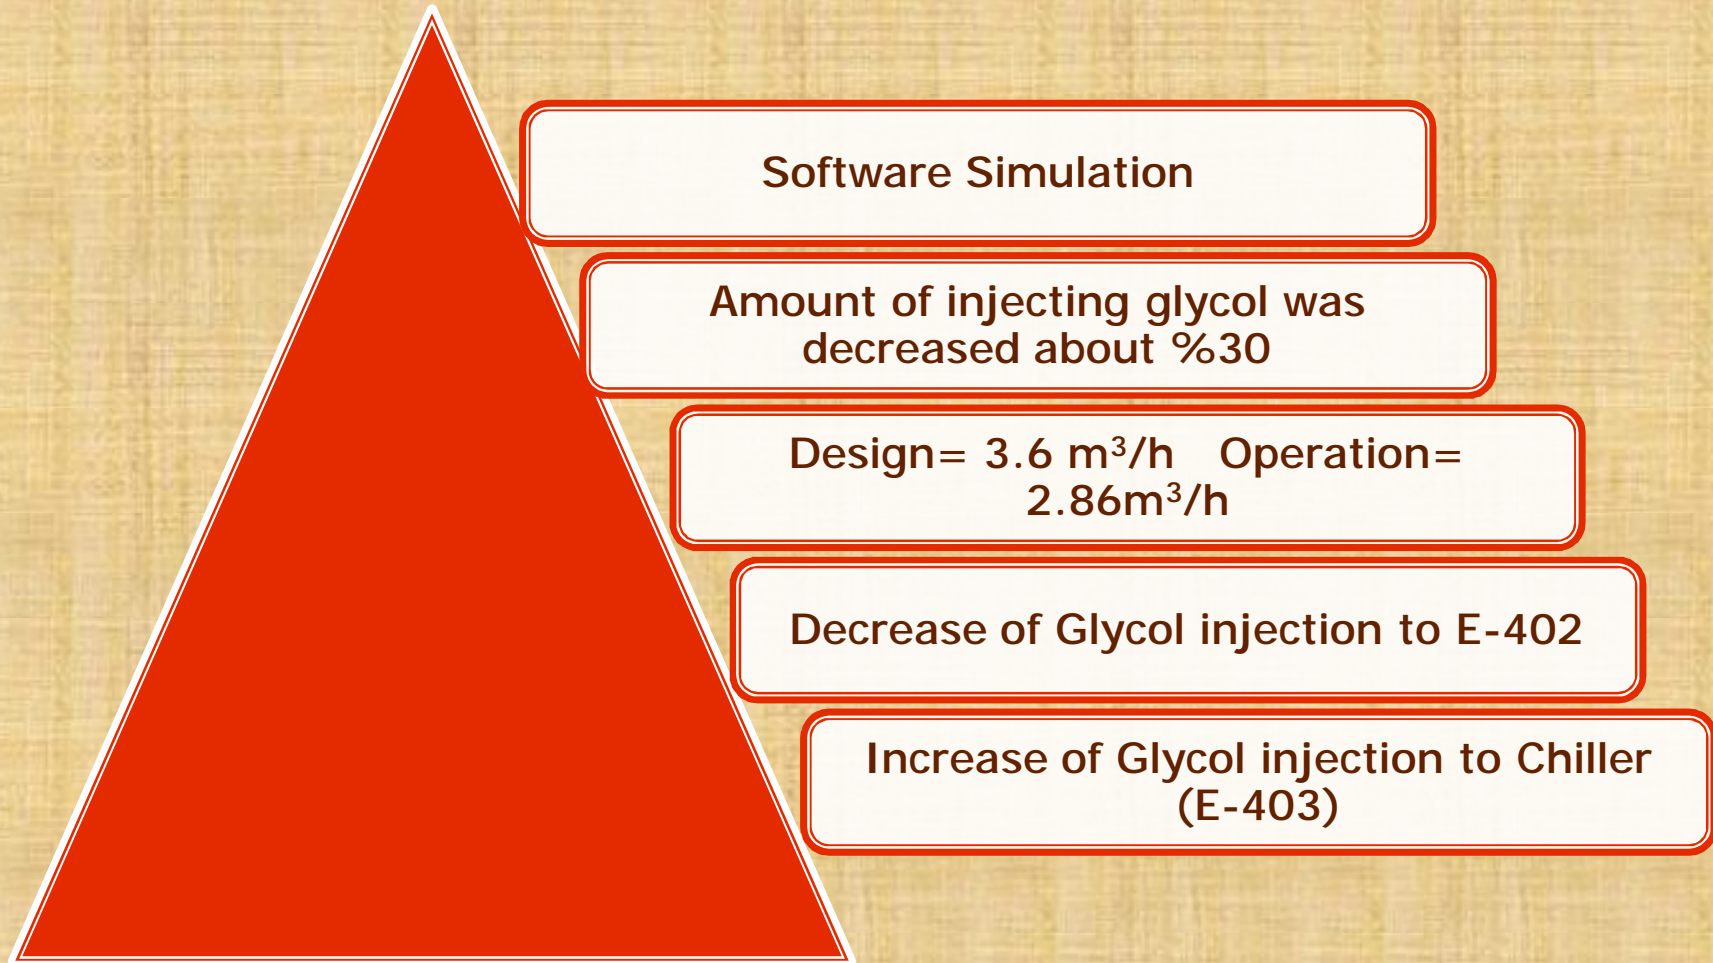 Software Simulation
Amount of injecting glycol was
decreased about %30
Design= 3.6 m³/h Operation=
2.86m³/h
Decrease of Glycol injection to E-402
Increase of Glycol injection to Chiller
(E-403)